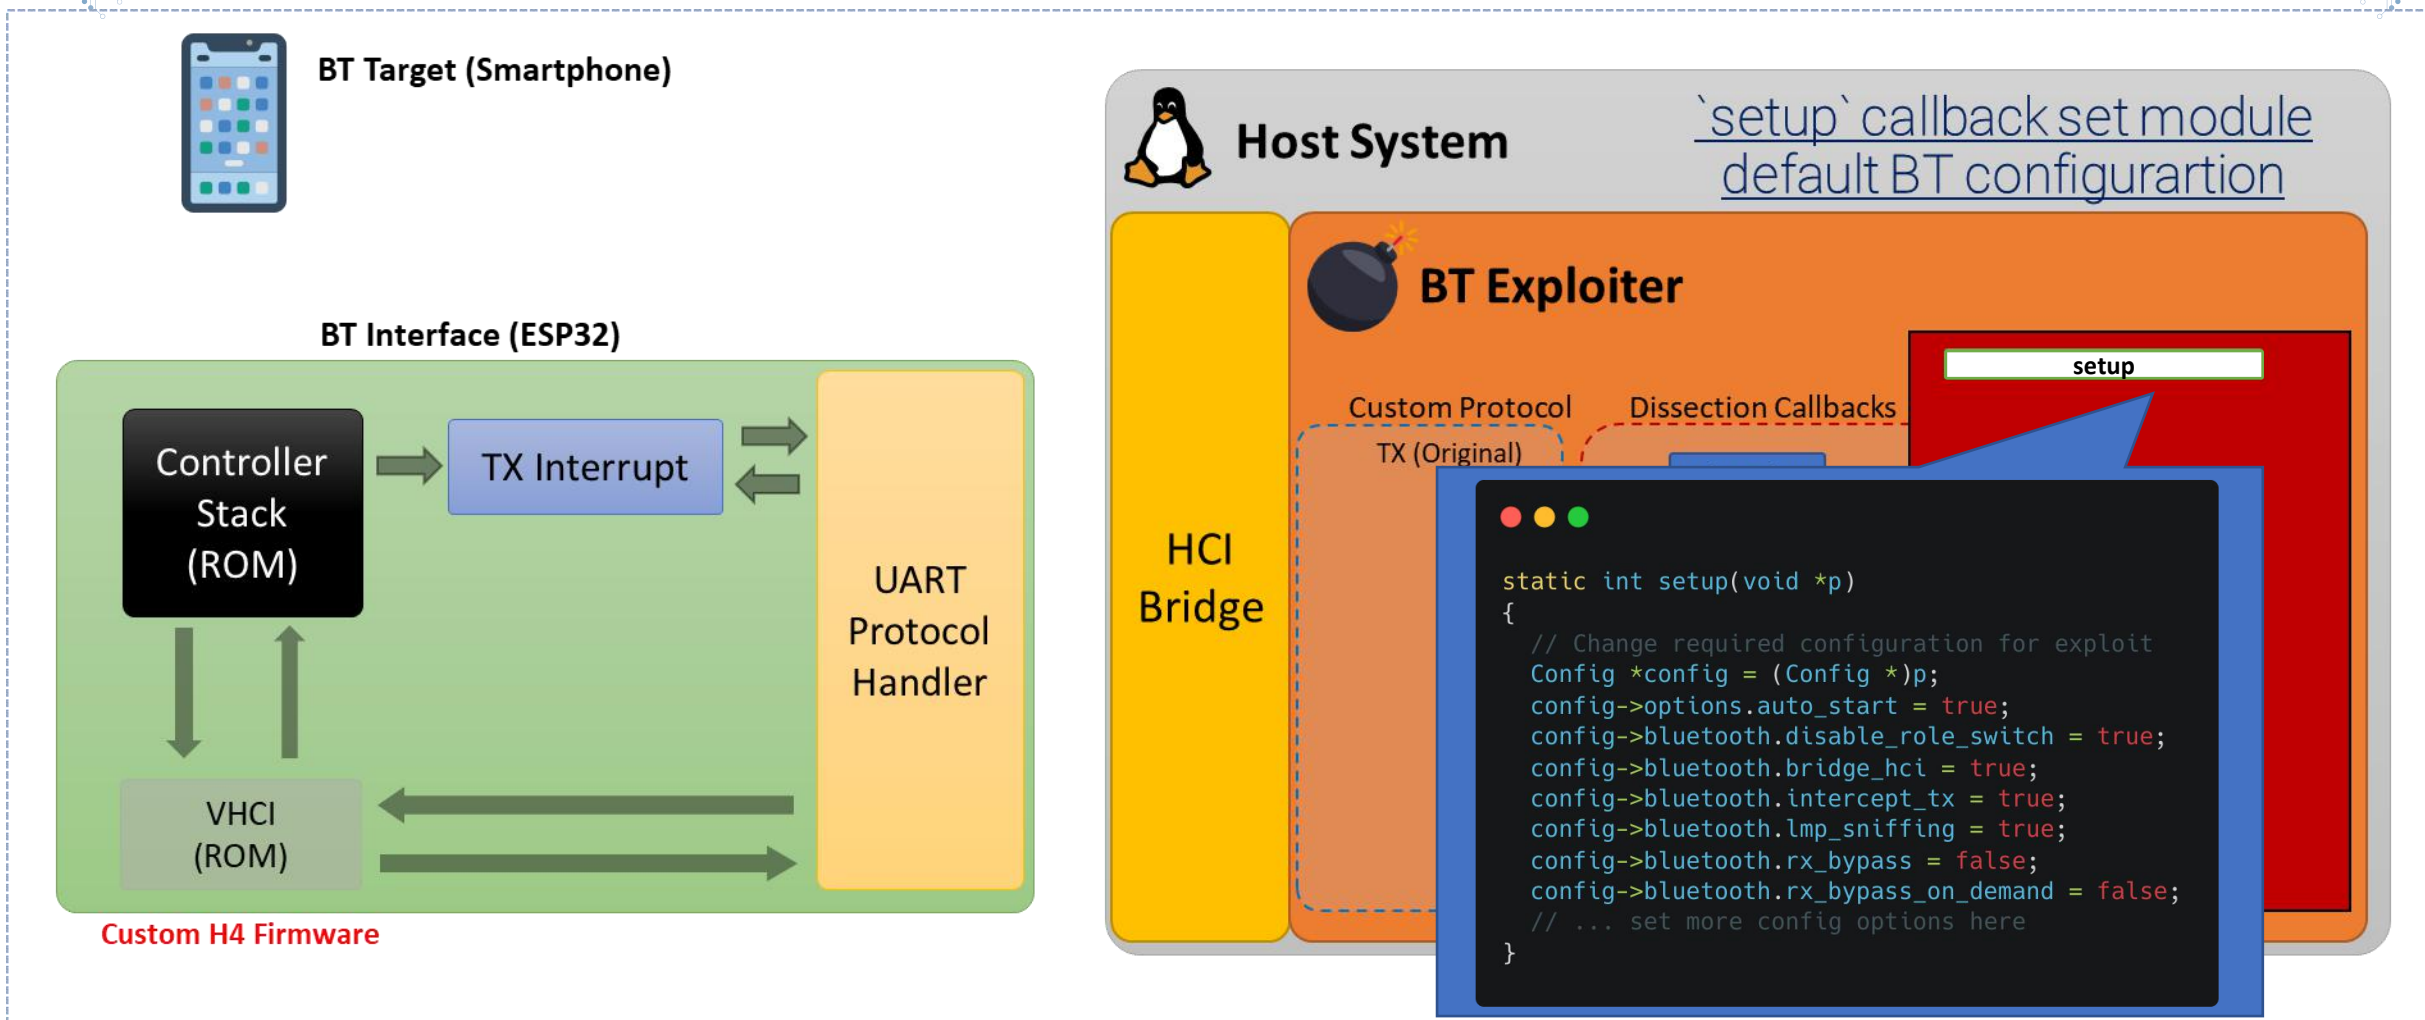 BT Target (Smartphone)
BT Interface (ESP32)
Controller
Stack
(ROM)
TX Interrupt
UART
Protocol
Handler
VHCI
(ROM)
Custom H4 Firmware
Host System
`setup` callback set module
default BT configurartion
HCI
Bridge
BT Exploiter
Custom Protocol
TX (Original)
Dissection Callbacks
setup
static int setup(void *p)
{
// Change required configuration for exploit
Config *config = (Config *)p;
config->options.auto_start = true;
config->bluetooth.disable_role_switch = true;
config->bluetooth.bridge_hci = true;
config->bluetooth.intercept_tx = true;
config->bluetooth.lmp_sniffing = true;
config->bluetooth.rx_bypass = false;
config->bluetooth.rx_bypass_on_demand = false;
// ... set more config options here
}